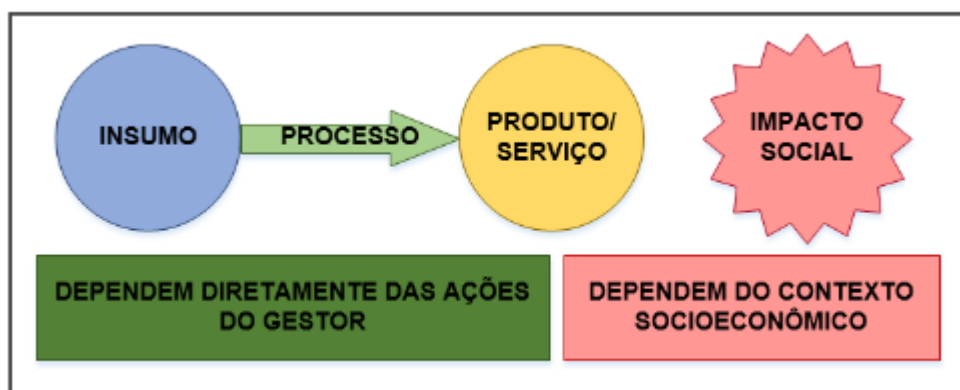 INSUMO
PROCESSO
PRODUTO/
SERVIÇO
IMPACTO
SOCIAL
DEPENDEM DIRETAMENTE DAS AÇÕES
DO GESTOR
DEPENDEM DO CONTEXTO
SOCIOECONÔMICO